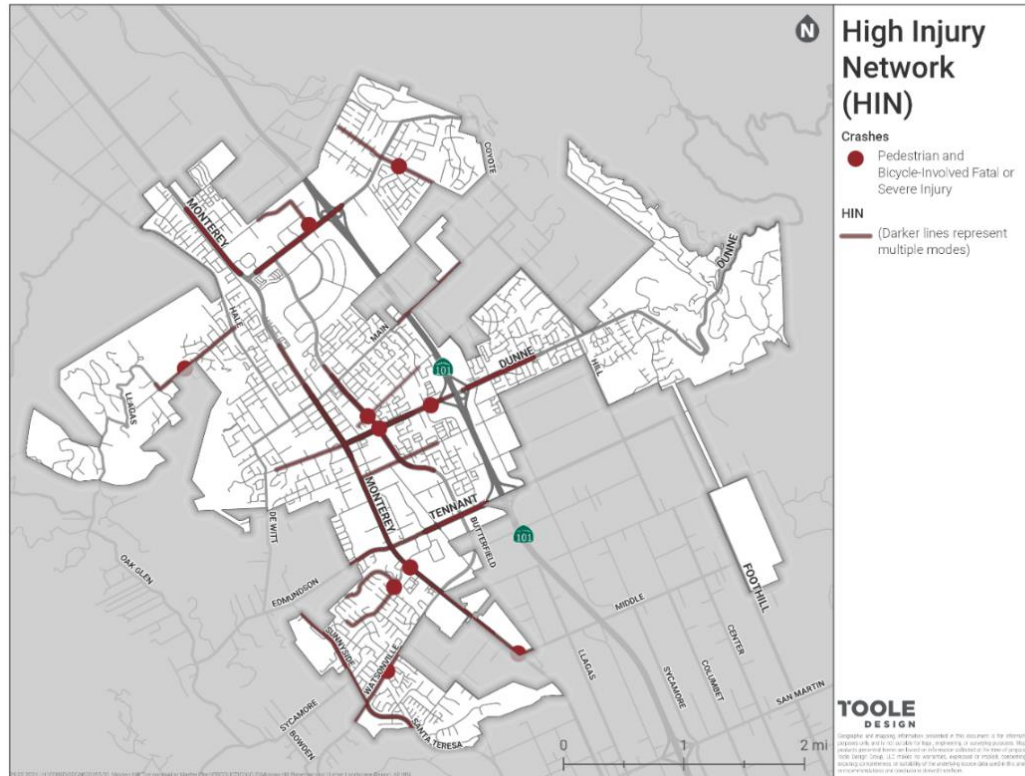 N
High Injury
Network
(HIN)
Crashes
Pedestrian and
Bicycle-Involved Fatal or
Severe Injury
HIN
(Darker lines represent
multiple modes)
COYOTE
MONTEREY
DUNNE
HALE
MAIN
101
DUNNE
HILL
LLAGAS
MONTEREY
TENNANT
DE WITT
BUTTERFIELD
101
OAK GLEN
EDMUNDSON
FOOTHILL
MIDDLE
SUNNYSIDE
CENTER
WATSONVILLE
LLAGAS
COLUMBET
SYCAMORE
SAN MARTIN
SYCAMORE
SANTA TERESA
BOWDEN
TOOLE
DESIGN
0 1 2 mi